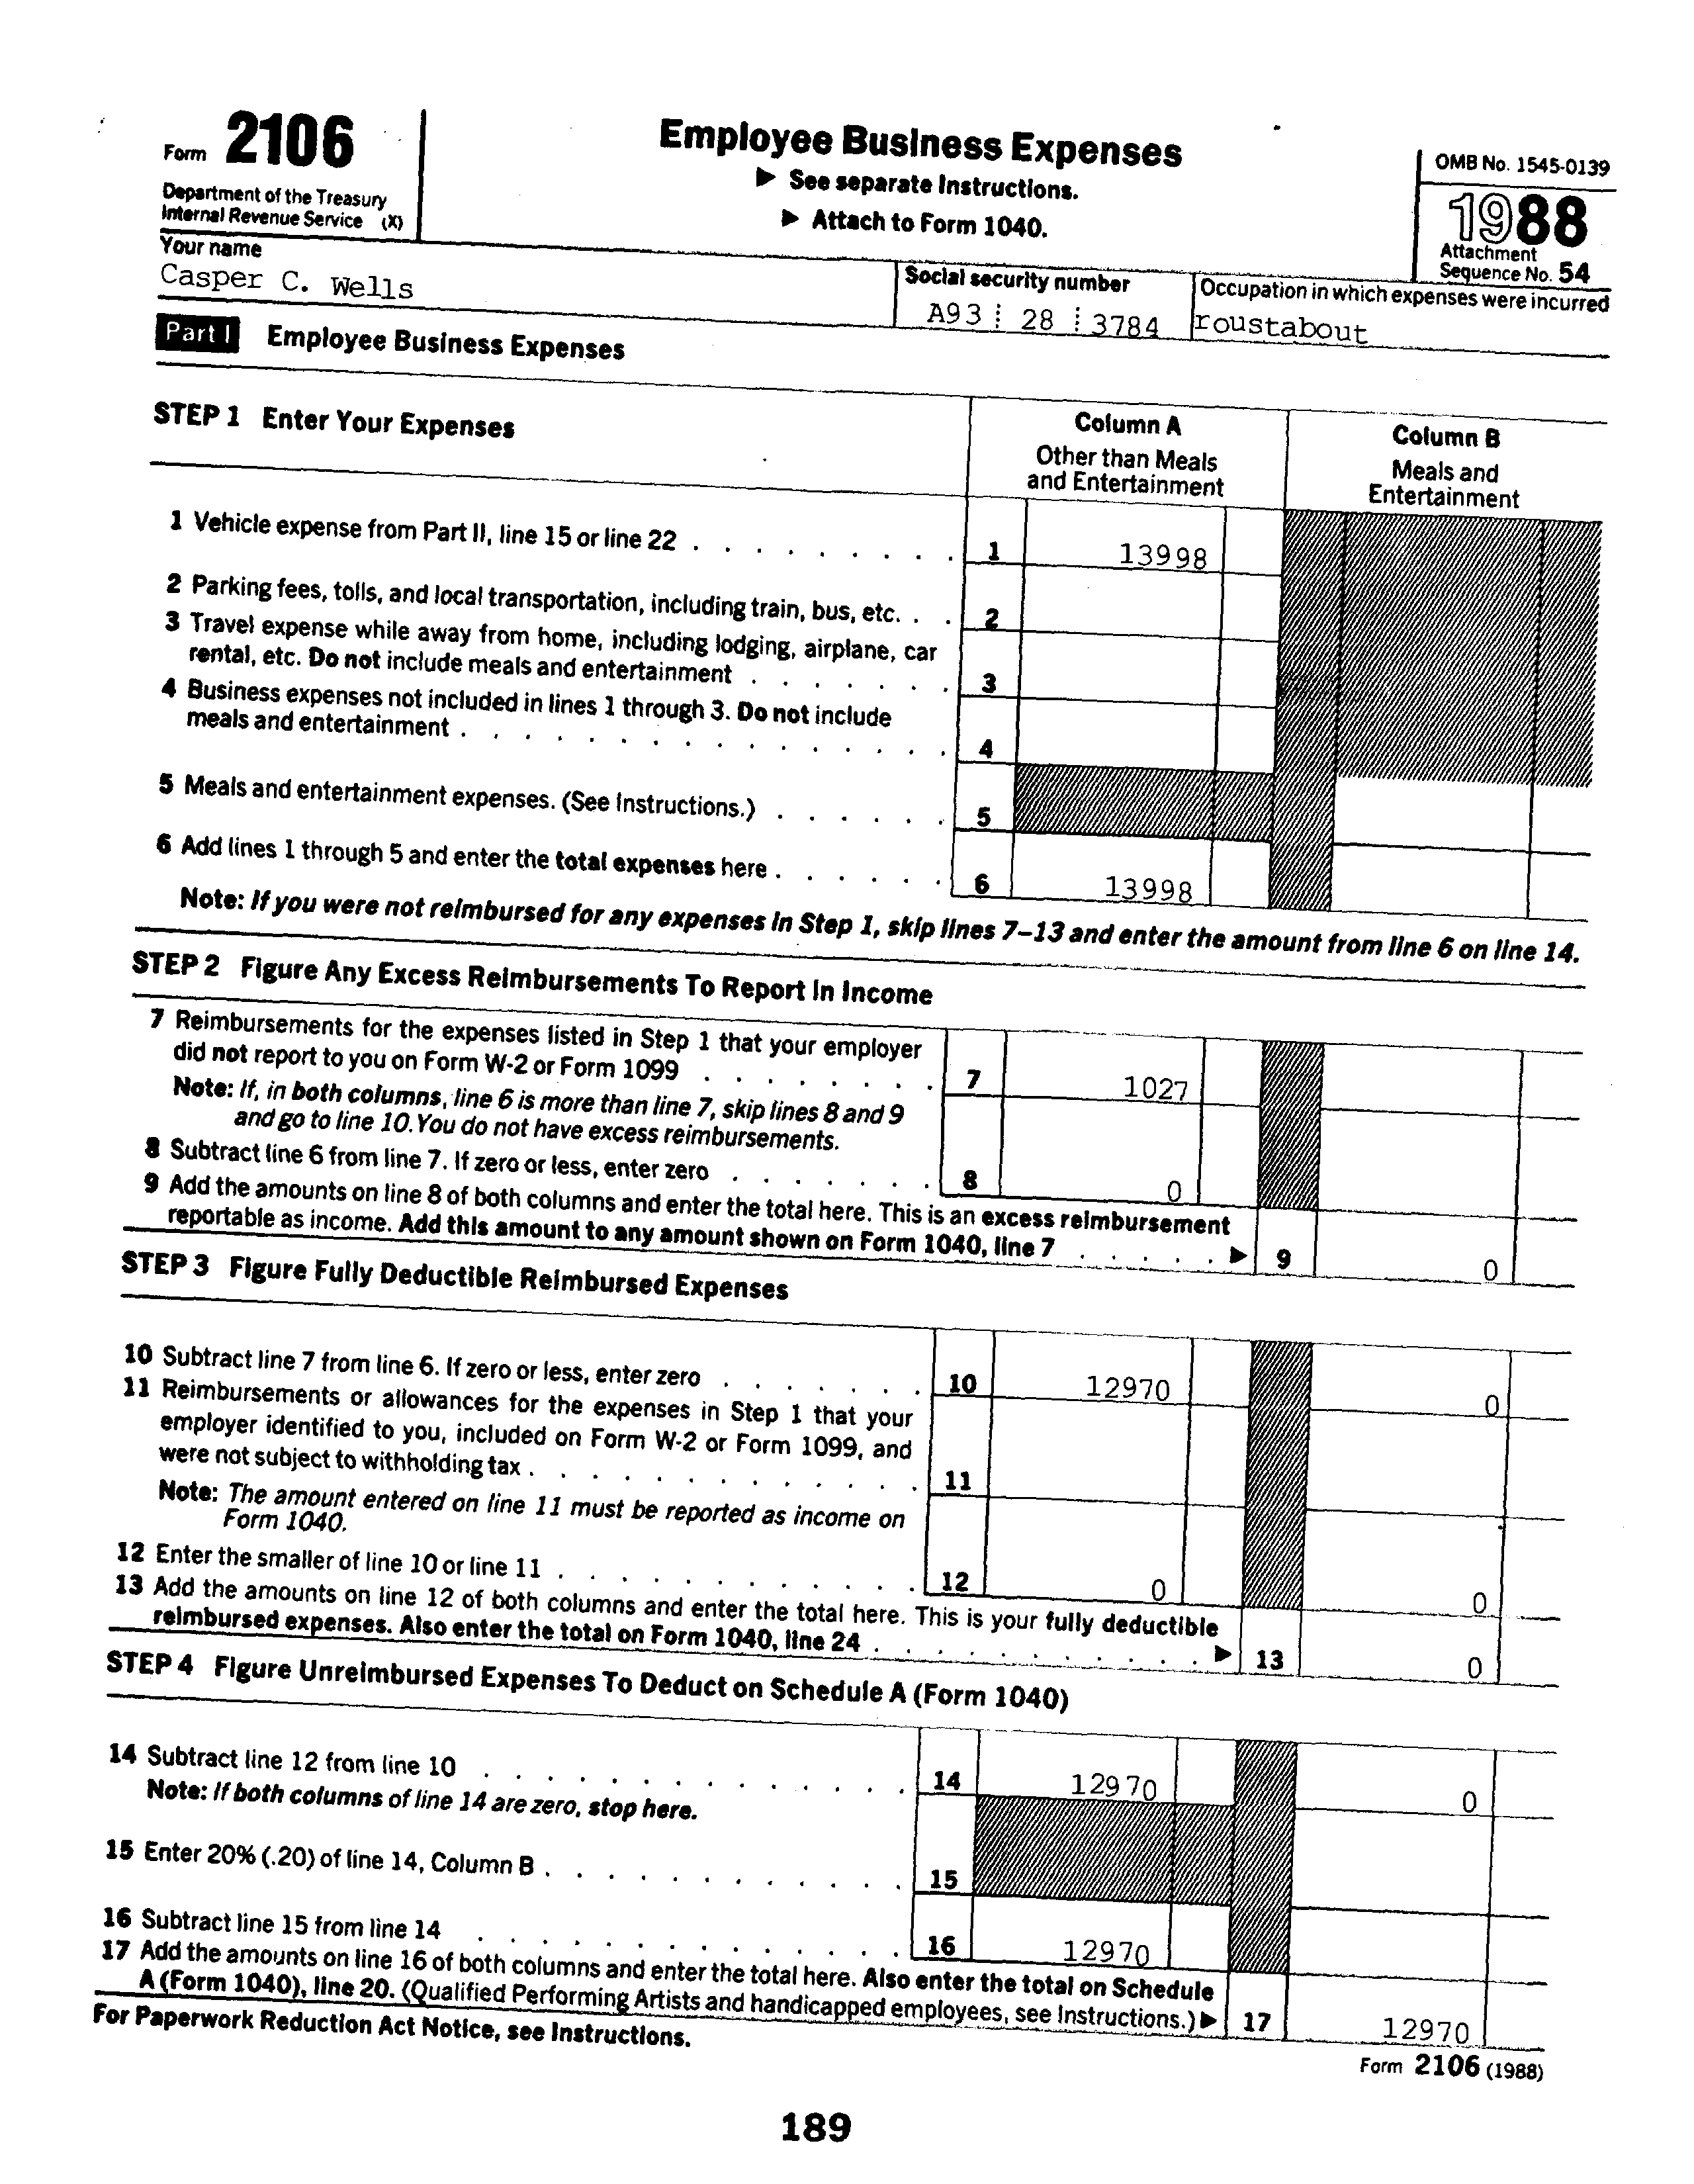 Form 2106
Department of the Treasury
Internal Revenue Service (X)
Employee Business Expenses
▶ See separate Instructions.
▶ Attach to Form 1040.
OMB No. 1545-0139
1988
Attachment
Sequence No. 54
Your name
Casper C. Wells
Social security number
A93 28 3784
Occupation in which expenses were incurred
roustabout
Part I Employee Business Expenses
STEP 1 Enter Your Expenses
Column A
Other than Meals
and Entertainment
Column B
Meals and
Entertainment
1 Vehicle expense from Part II, line 15 or line 22 . . . . . . . . . 1 13998
2 Parking fees, tolls, and local transportation, including train, bus, etc. . . 2
3 Travel expense while away from home, including lodging, airplane, car
rental, etc. Do not include meals and entertainment . . . . . . . 3
4 Business expenses not included in lines 1 through 3. Do not include
meals and entertainment . . . . . . . . . . . . . . . . 4
5 Meals and entertainment expenses. (See Instructions.) . . . . . . 5
6 Add lines 1 through 5 and enter the total expenses here . . . . . . 6 13998
Note: If you were not reimbursed for any expenses in Step 1, skip lines 7–13 and enter the amount from line 6 on line 14.
STEP 2 Figure Any Excess Reimbursements To Report In Income
7 Reimbursements for the expenses listed in Step 1 that your employer
did not report to you on Form W-2 or Form 1099 . . . . . . . . 7 1027
Note: If, in both columns, line 6 is more than line 7, skip lines 8 and 9
and go to line 10. You do not have excess reimbursements.
8 Subtract line 6 from line 7. If zero or less, enter zero . . . . . . . 8 0
9 Add the amounts on line 8 of both columns and enter the total here. This is an excess reimbursement
reportable as income. Add this amount to any amount shown on Form 1040, line 7 . . . . . ▶ 9 0
STEP 3 Figure Fully Deductible Reimbursed Expenses
10 Subtract line 7 from line 6. If zero or less, enter zero . . . . . . . 10 12970 0
11 Reimbursements or allowances for the expenses in Step 1 that your
employer identified to you, included on Form W-2 or Form 1099, and
were not subject to withholding tax . . . . . . . . . . . . . 11
Note: The amount entered on line 11 must be reported as income on
Form 1040.
12 Enter the smaller of line 10 or line 11 . . . . . . . . . . . . 12 0 0
13 Add the amounts on line 12 of both columns and enter the total here. This is your fully deductible
reimbursed expenses. Also enter the total on Form 1040, line 24 . . . . . . . . . . . ▶ 13 0
STEP 4 Figure Unreimbursed Expenses To Deduct on Schedule A (Form 1040)
14 Subtract line 12 from line 10 . . . . . . . . . . . . . . 14 12970 0
Note: If both columns of line 14 are zero, stop here.
15 Enter 20% (.20) of line 14, Column B . . . . . . . . . . . . 15
16 Subtract line 15 from line 14 . . . . . . . . . . . . . . 16 12970
17 Add the amounts on line 16 of both columns and enter the total here. Also enter the total on Schedule
A (Form 1040), line 20. (Qualified Performing Artists and handicapped employees, see Instructions.) ▶ 17 12970
For Paperwork Reduction Act Notice, see Instructions.
Form 2106 (1988)
189